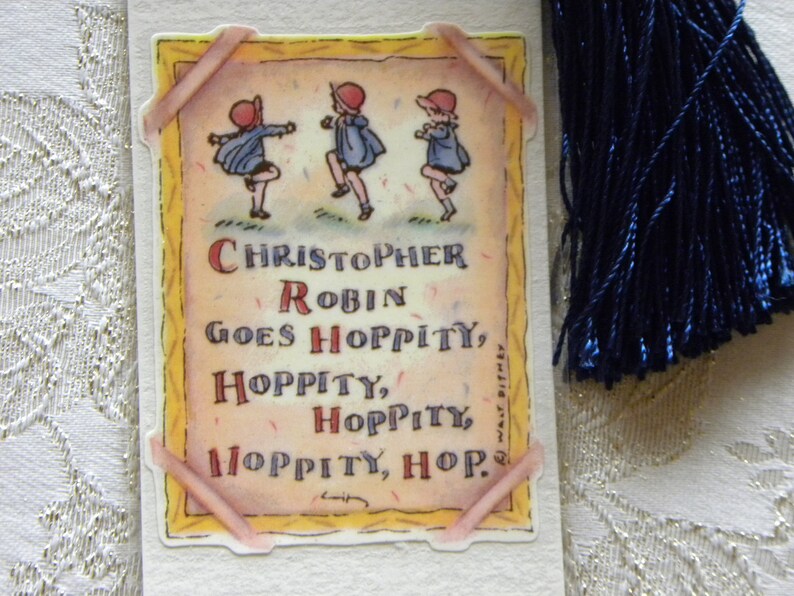 CHRISTOPHER
ROBIN
GOES HOPPITY,
HOPPITY,
HOPPITY,
HOPPITY, HOP.
© WALT DISNEY